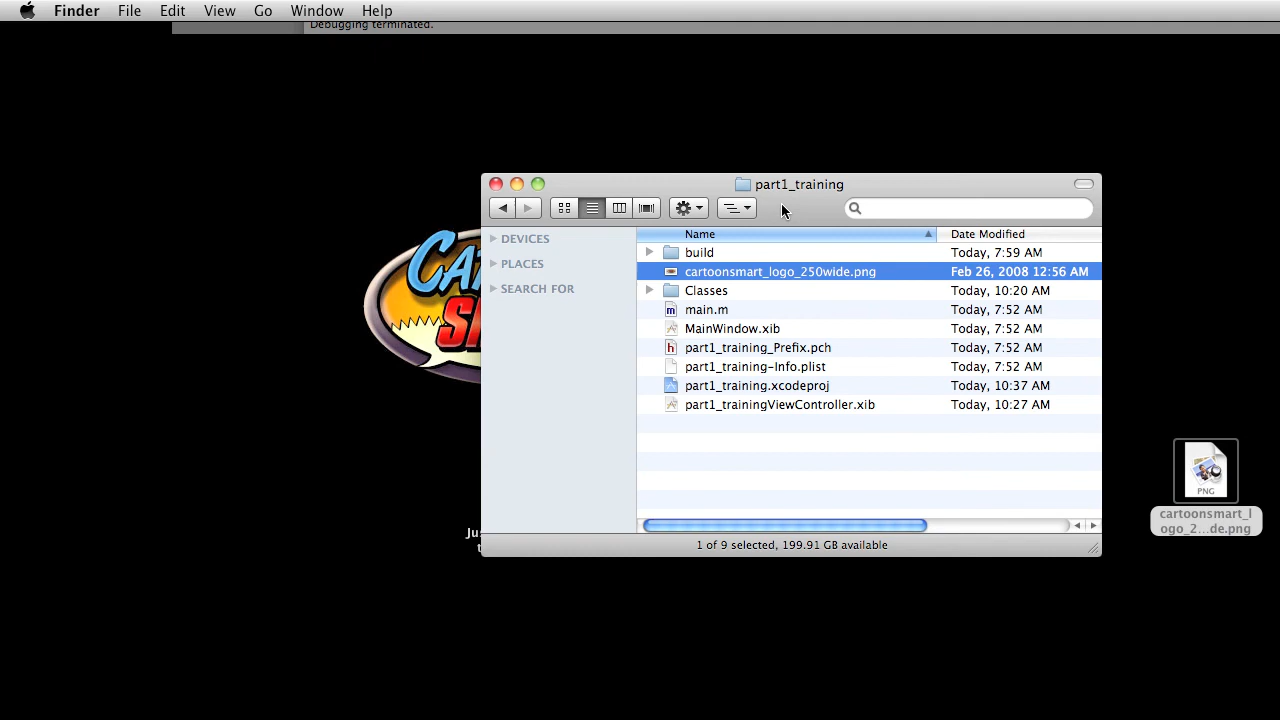 Finder File Edit View Go Window Help
Debugging terminated.
part1_training
Name Date Modified
DEVICES
PLACES
SEARCH FOR
build Today, 7:59 AM
cartoonsmart_logo_250wide.png Feb 26, 2008 12:56 AM
Classes Today, 10:20 AM
main.m Today, 7:52 AM
MainWindow.xib Today, 7:52 AM
part1_training_Prefix.pch Today, 7:52 AM
part1_training-Info.plist Today, 7:52 AM
part1_training.xcodeproj Today, 10:37 AM
part1_trainingViewController.xib Today, 10:27 AM
1 of 9 selected, 199.91 GB available
PNG
cartoonsmart_l
ogo_2...de.png